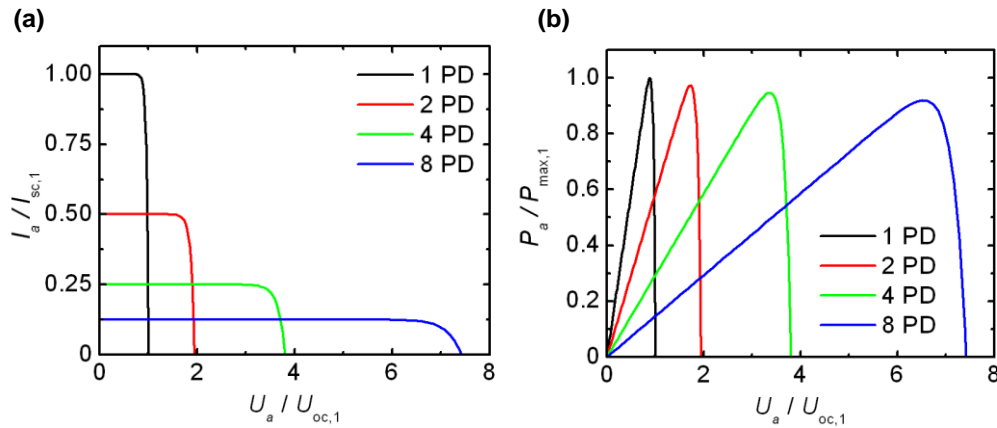 (a)
1.00
0.75
0.50
0.25
0
I_a / I_sc,1
0 2 4 6 8
U_a / U_oc,1
1 PD
2 PD
4 PD
8 PD
(b)
1.0
0.8
0.6
0.4
0.2
0
P_a / P_max,1
0 2 4 6 8
U_a / U_oc,1
1 PD
2 PD
4 PD
8 PD